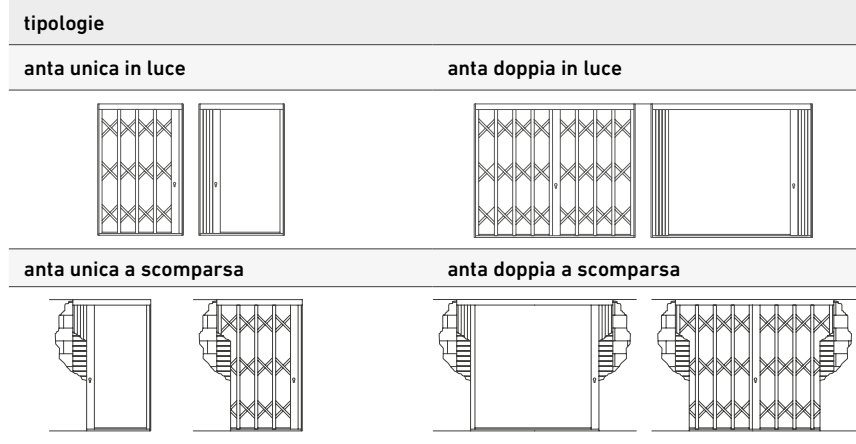 tipologie
anta unica in luce
anta doppia in luce
anta unica a scomparsa
anta doppia a scomparsa